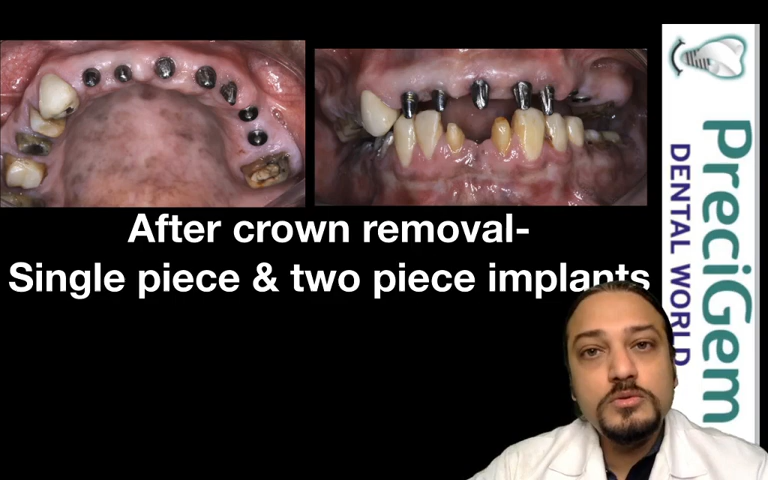 After crown removal-
Single piece & two piece implants
PreciGem
DENTAL WORLD